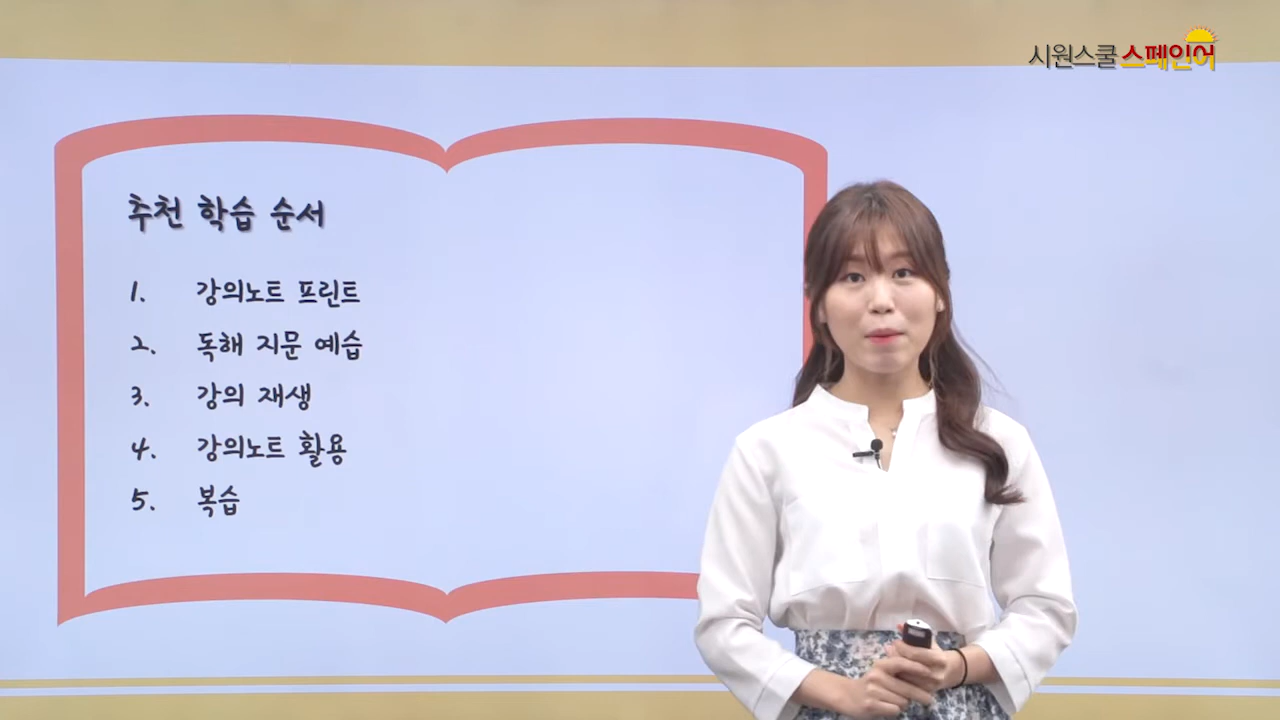 시원스쿨 스페인어
추천 학습 순서
1. 강의노트 프린트
2. 독해 지문 예습
3. 강의 재생
4. 강의노트 활용
5. 복습